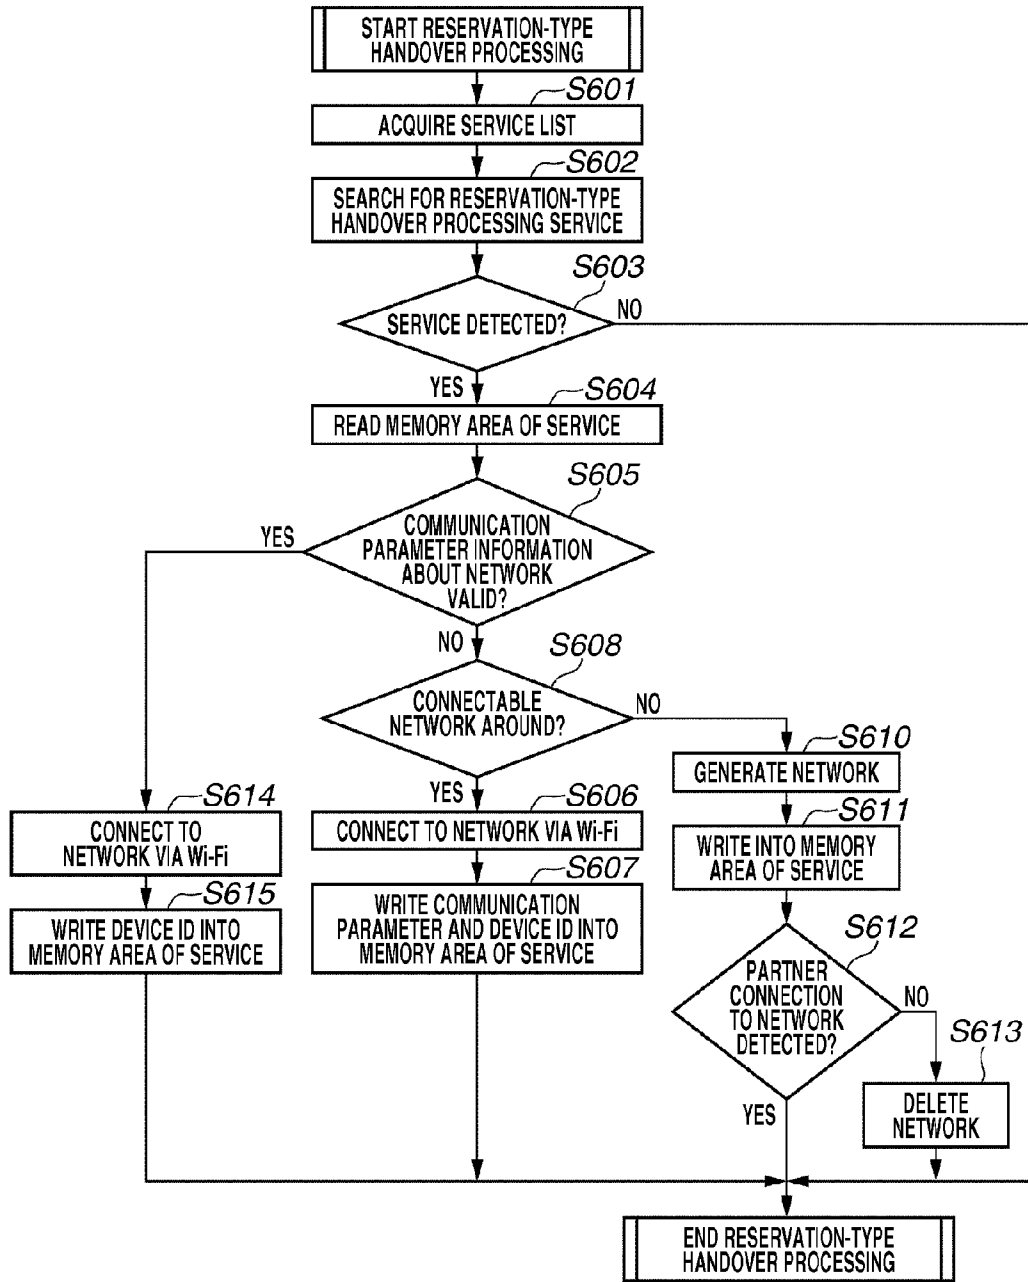 START RESERVATION-TYPE
HANDOVER PROCESSING
S601
ACQUIRE SERVICE LIST
S602
SEARCH FOR RESERVATION-TYPE
HANDOVER PROCESSING SERVICE
S603
SERVICE DETECTED?
NO
YES
S604
READ MEMORY AREA OF SERVICE
S605
COMMUNICATION
PARAMETER INFORMATION
ABOUT NETWORK
VALID?
YES
NO
S608
CONNECTABLE
NETWORK AROUND?
NO
YES
S610
GENERATE NETWORK
S614
CONNECT TO
NETWORK VIA Wi-Fi
S606
CONNECT TO NETWORK VIA Wi-Fi
S611
WRITE INTO MEMORY
AREA OF SERVICE
S615
WRITE DEVICE ID INTO
MEMORY AREA OF SERVICE
S607
WRITE COMMUNICATION
PARAMETER AND DEVICE ID INTO
MEMORY AREA OF SERVICE
S612
PARTNER
CONNECTION
TO NETWORK
DETECTED?
NO
YES
S613
DELETE
NETWORK
END RESERVATION-TYPE
HANDOVER PROCESSING